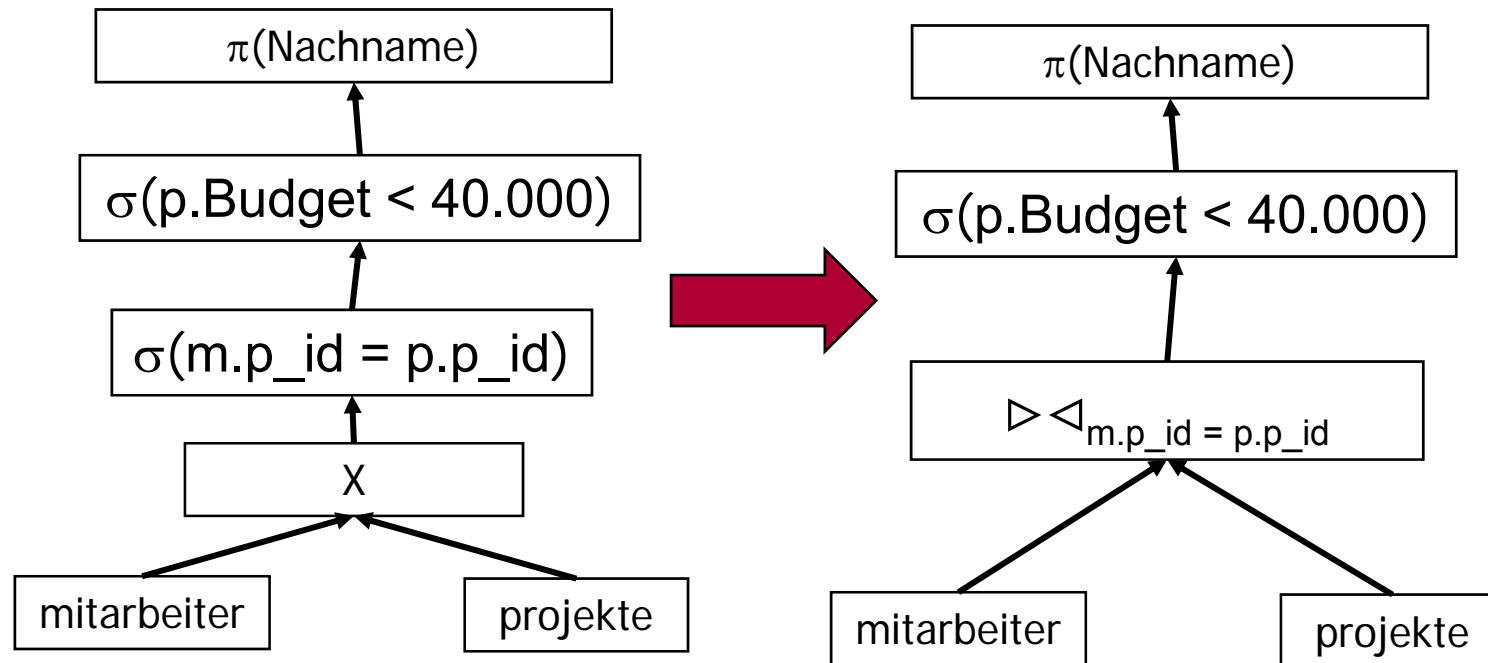 π(Nachname)
σ(p.Budget < 40.000)
σ(m.p_id = p.p_id)
X
mitarbeiter
projekte
π(Nachname)
σ(p.Budget < 40.000)
▷◁m.p_id = p.p_id
mitarbeiter
projekte